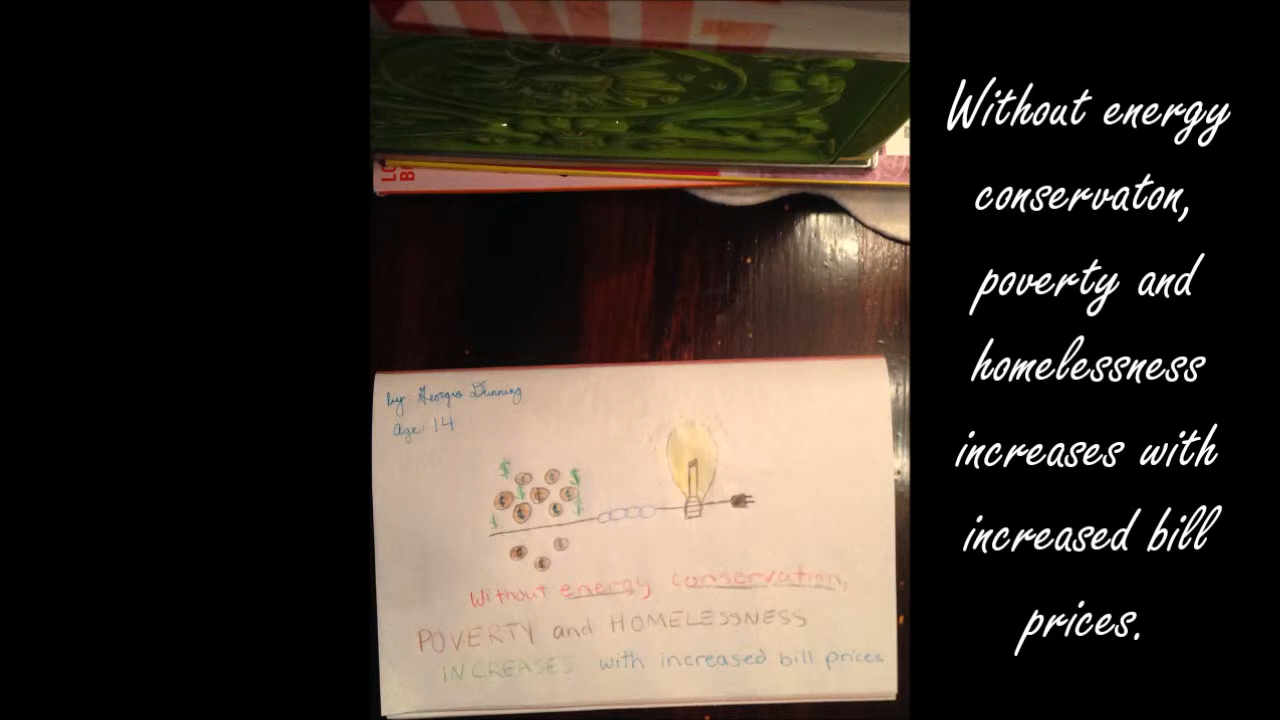 by: Georgia Dunning
Age: 14
Without energy conservation,
POVERTY and HOMELESSNESS
INCREASES with increased bill prices
Without energy
conservaton,
poverty and
homelessness
increases with
increased bill
prices.